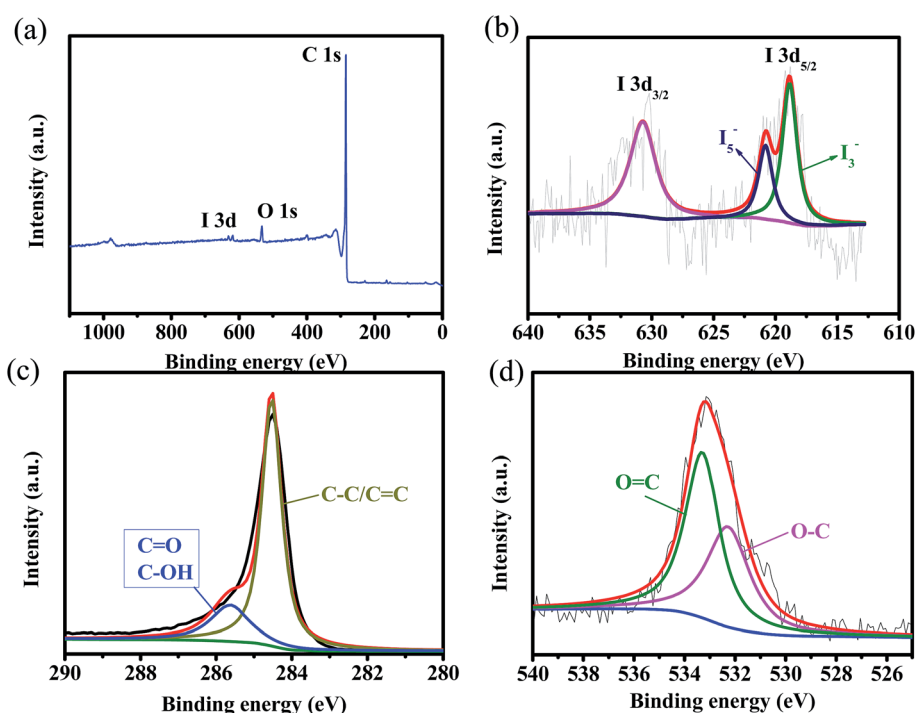 (a)
C 1s
I 3d
O 1s
Intensity (a.u.)
1000 800 600 400 200 0
Binding energy (eV)
(b)
I 3d5/2
I 3d3/2
I5-
I3-
Intensity (a.u.)
640 635 630 625 620 615 610
Binding energy (eV)
(c)
C-C/C=C
C=O
C-OH
Intensity (a.u.)
290 288 286 284 282 280
Binding energy (eV)
(d)
O=C
O-C
Intensity (a.u.)
540 538 536 534 532 530 528 526
Binding energy (eV)